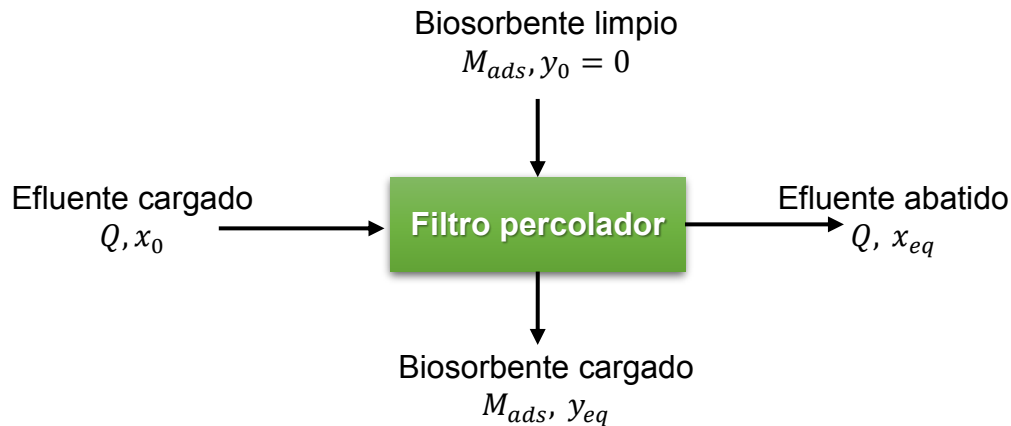 Biosorbente limpio
M_ads, y_0 = 0
Efluente cargado
Q, x_0
Filtro percolador
Efluente abatido
Q, x_eq
Biosorbente cargado
M_ads, y_eq